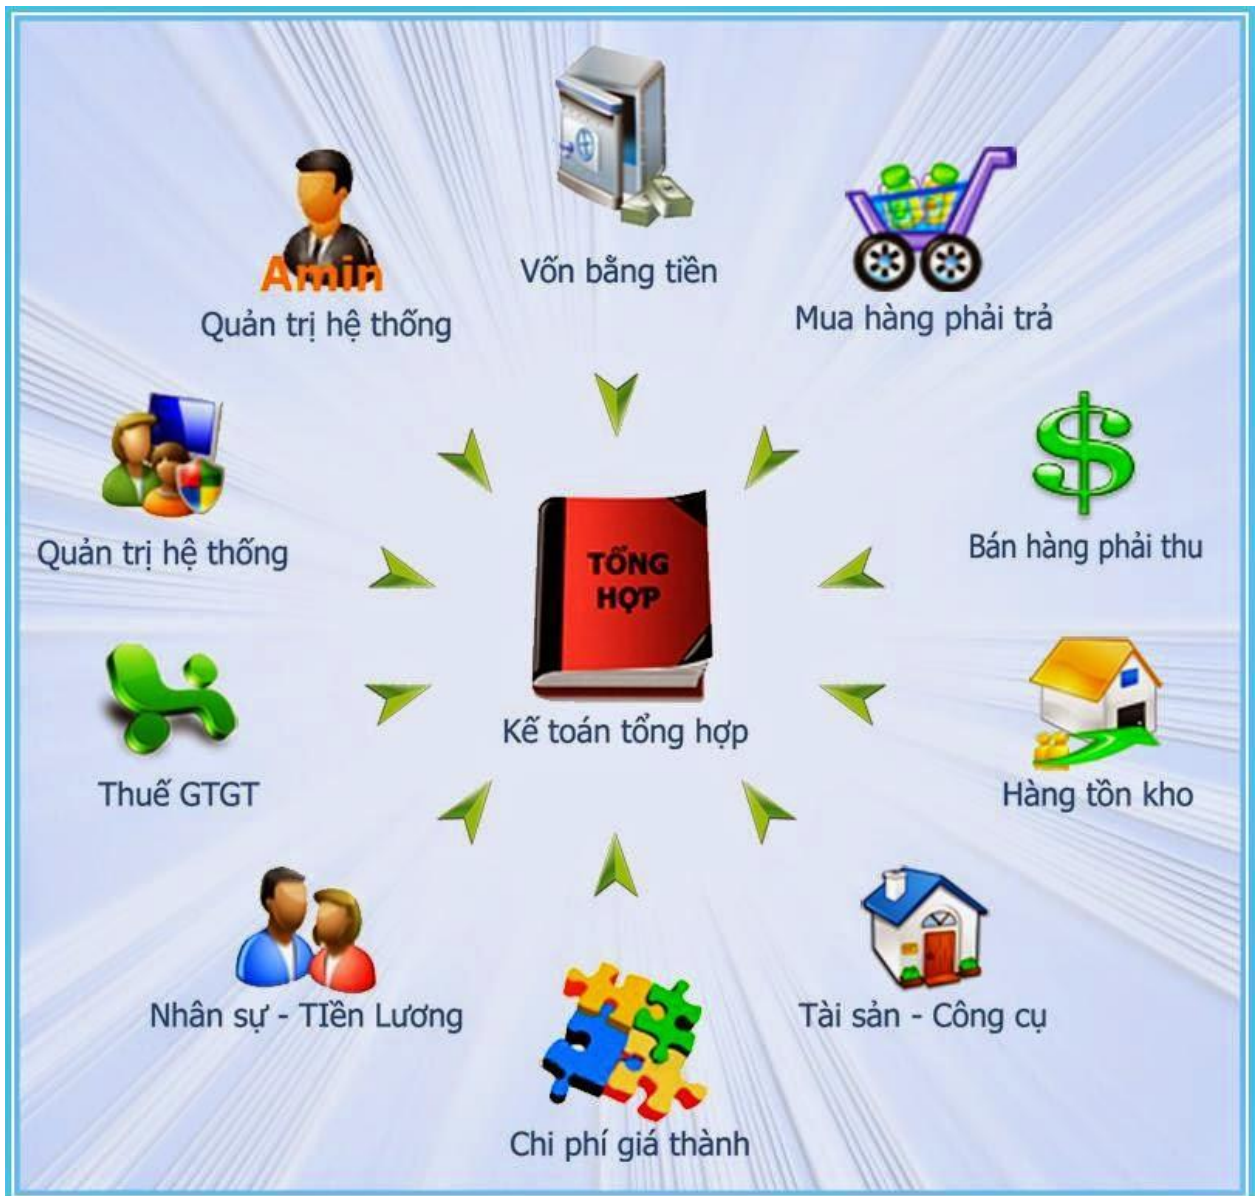 Vốn bằng tiền
Amin
Quản trị hệ thống
Mua hàng phải trả
Quản trị hệ thống
Bán hàng phải thu
TỔNG
HỢP
Kế toán tổng hợp
Thuế GTGT
Hàng tồn kho
Nhân sự - TIền Lương
Tài sản - Công cụ
Chi phí giá thành